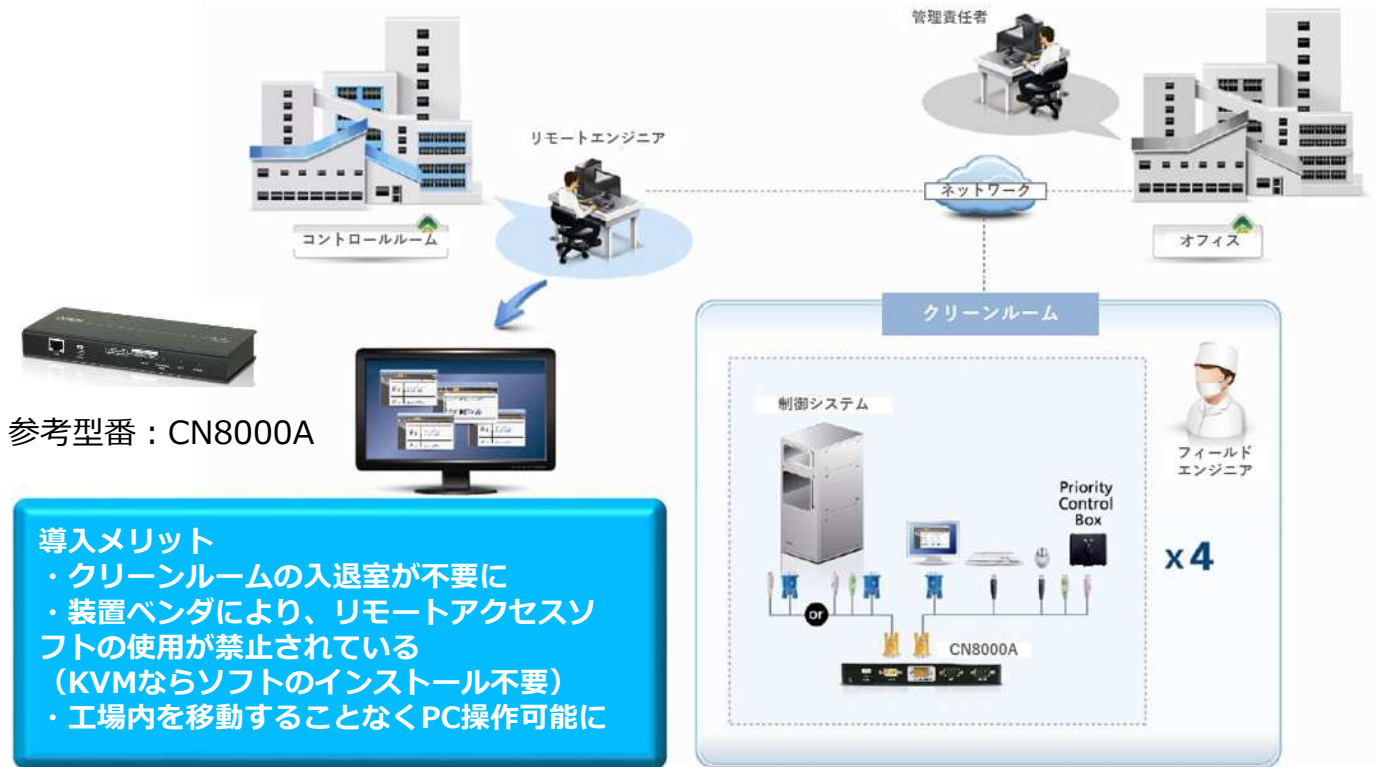 管理責任者
リモートエンジニア
ネットワーク
コントロールルーム
オフィス
クリーンルーム
参考型番：CN8000A
制御システム
フィールド
エンジニア
Priority
Control
Box
x4
or
CN8000A
導入メリット
・クリーンルームの入退室が不要に
・装置ベンダにより、リモートアクセスソ
フトの使用が禁止されている
（KVMならソフトのインストール不要）
・工場内を移動することなくPC操作可能に